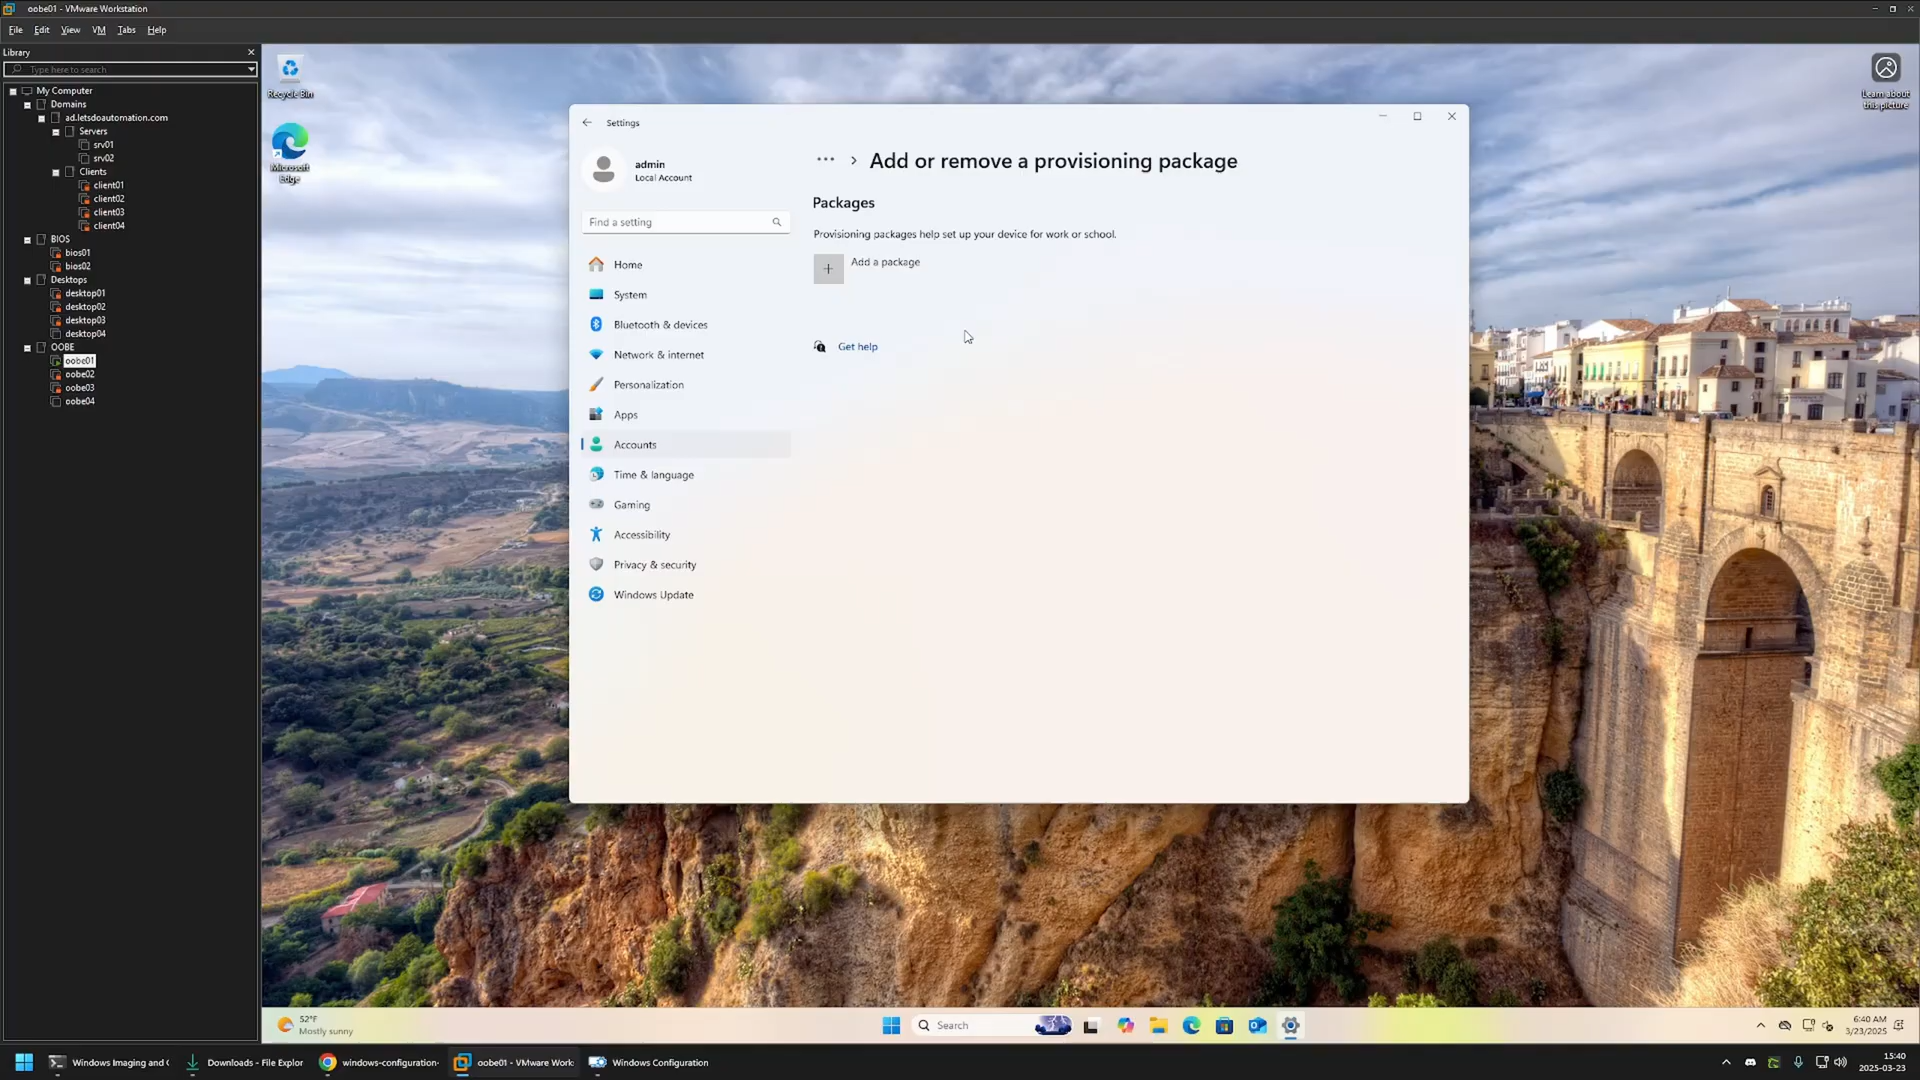 oobe01 - VMware Workstation
File Edit View VM Tabs Help
Library
Type here to search
My Computer
Domains
ad.letsdoautomation.com
Servers
srv01
srv02
Clients
client01
client02
client03
client04
BIOS
bios01
bios02
Desktops
desktop01
desktop02
desktop03
desktop04
OOBE
oobe01
oobe02
oobe03
oobe04
Recycle Bin
Microsoft
Edge
Learn about
this picture
Settings
admin
Local Account
Find a setting
Home
System
Bluetooth & devices
Network & internet
Personalization
Apps
Accounts
Time & language
Gaming
Accessibility
Privacy & security
Windows Update
··· > Add or remove a provisioning package
Packages
Provisioning packages help set up your device for work or school.
Add a package
Get help
52°F
Mostly sunny
Search
6:40 AM
3/23/2025
Windows Imaging and C
Downloads - File Explor
windows-configuration-
oobe01 - VMware Work
Windows Configuration
15:40
2025-03-23